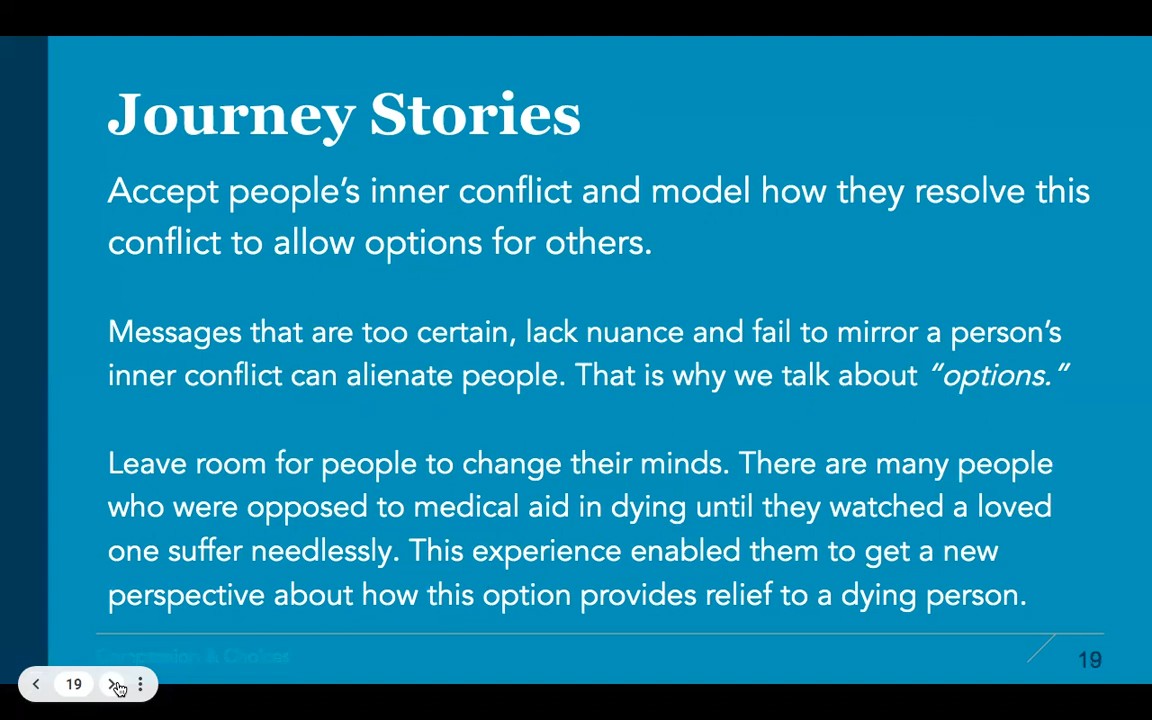 Journey Stories
Accept people’s inner conflict and model how they resolve this
conflict to allow options for others.
Messages that are too certain, lack nuance and fail to mirror a person’s
inner conflict can alienate people. That is why we talk about “options.”
Leave room for people to change their minds. There are many people
who were opposed to medical aid in dying until they watched a loved
one suffer needlessly. This experience enabled them to get a new
perspective about how this option provides relief to a dying person.
Compassion & Choices
19
19